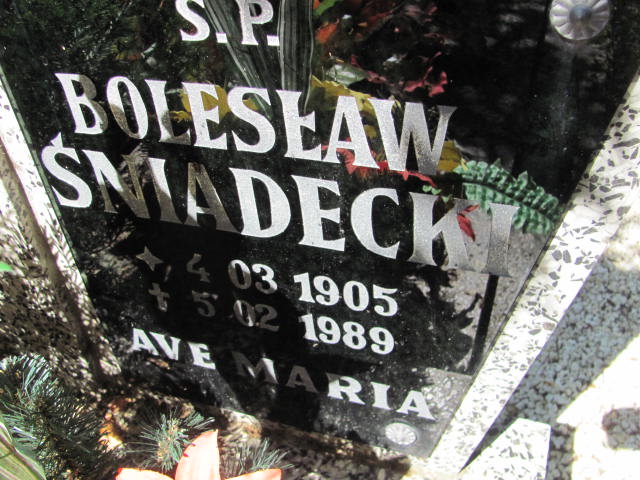 Ś.P.
BOLESŁAW
ŚNIADECKI
4 03 1905
5 02 1989
AVE MARIA